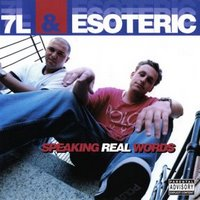 7L & ESOTERIC
SPEAKING REAL WORDS
PARENTAL
ADVISORY
EXPLICIT CONTENT